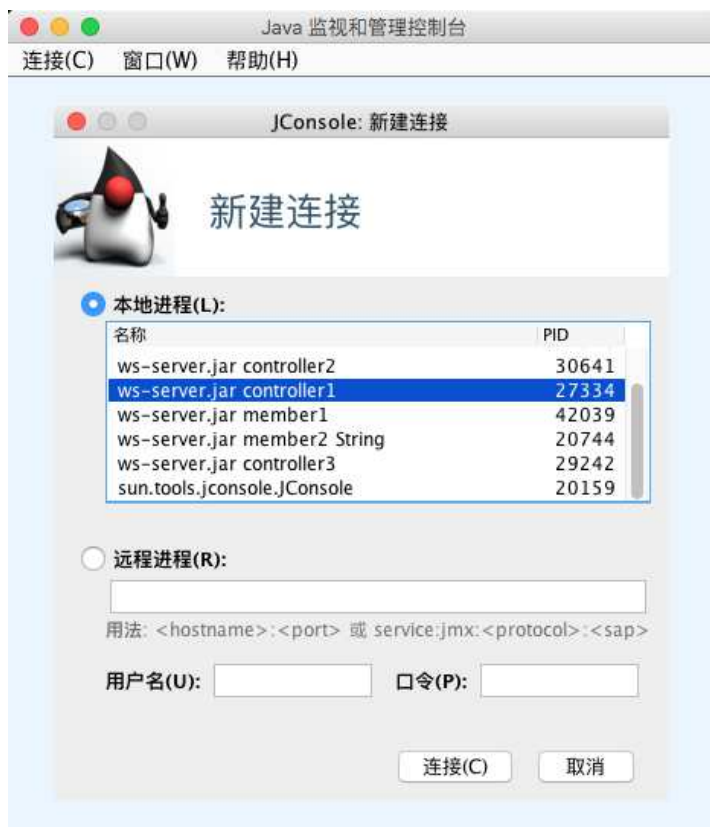 Java 监视和管理控制台
连接(C) 窗口(W) 帮助(H)
JConsole: 新建连接
新建连接
本地进程(L):
名称 PID
ws-server.jar controller2 30641
ws-server.jar controller1 27334
ws-server.jar member1 42039
ws-server.jar member2 String 20744
ws-server.jar controller3 29242
sun.tools.jconsole.JConsole 20159
远程进程(R):
用法: <hostname>:<port> 或 service:jmx:<protocol>:<sap>
用户名(U): 口令(P):
连接(C) 取消